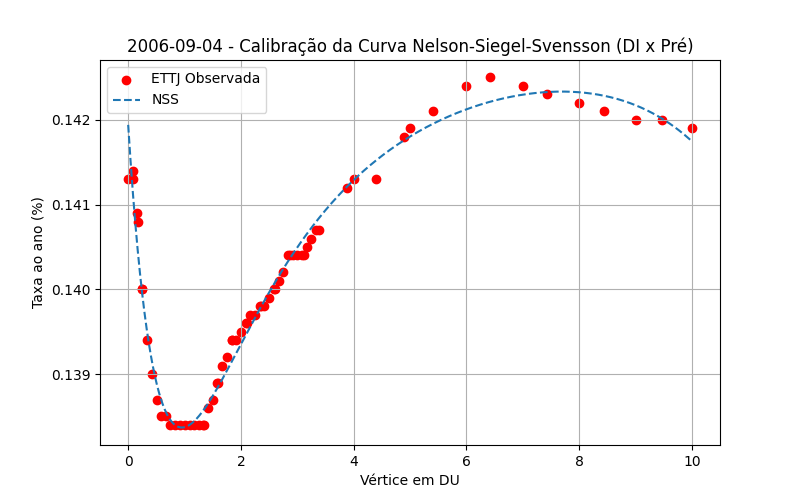 2006-09-04 - Calibração da Curva Nelson-Siegel-Svensson (DI x Pré)
ETTJ Observada
NSS
Taxa ao ano (%)
0.142
0.141
0.140
0.139
0 2 4 6 8 10
Vértice em DU